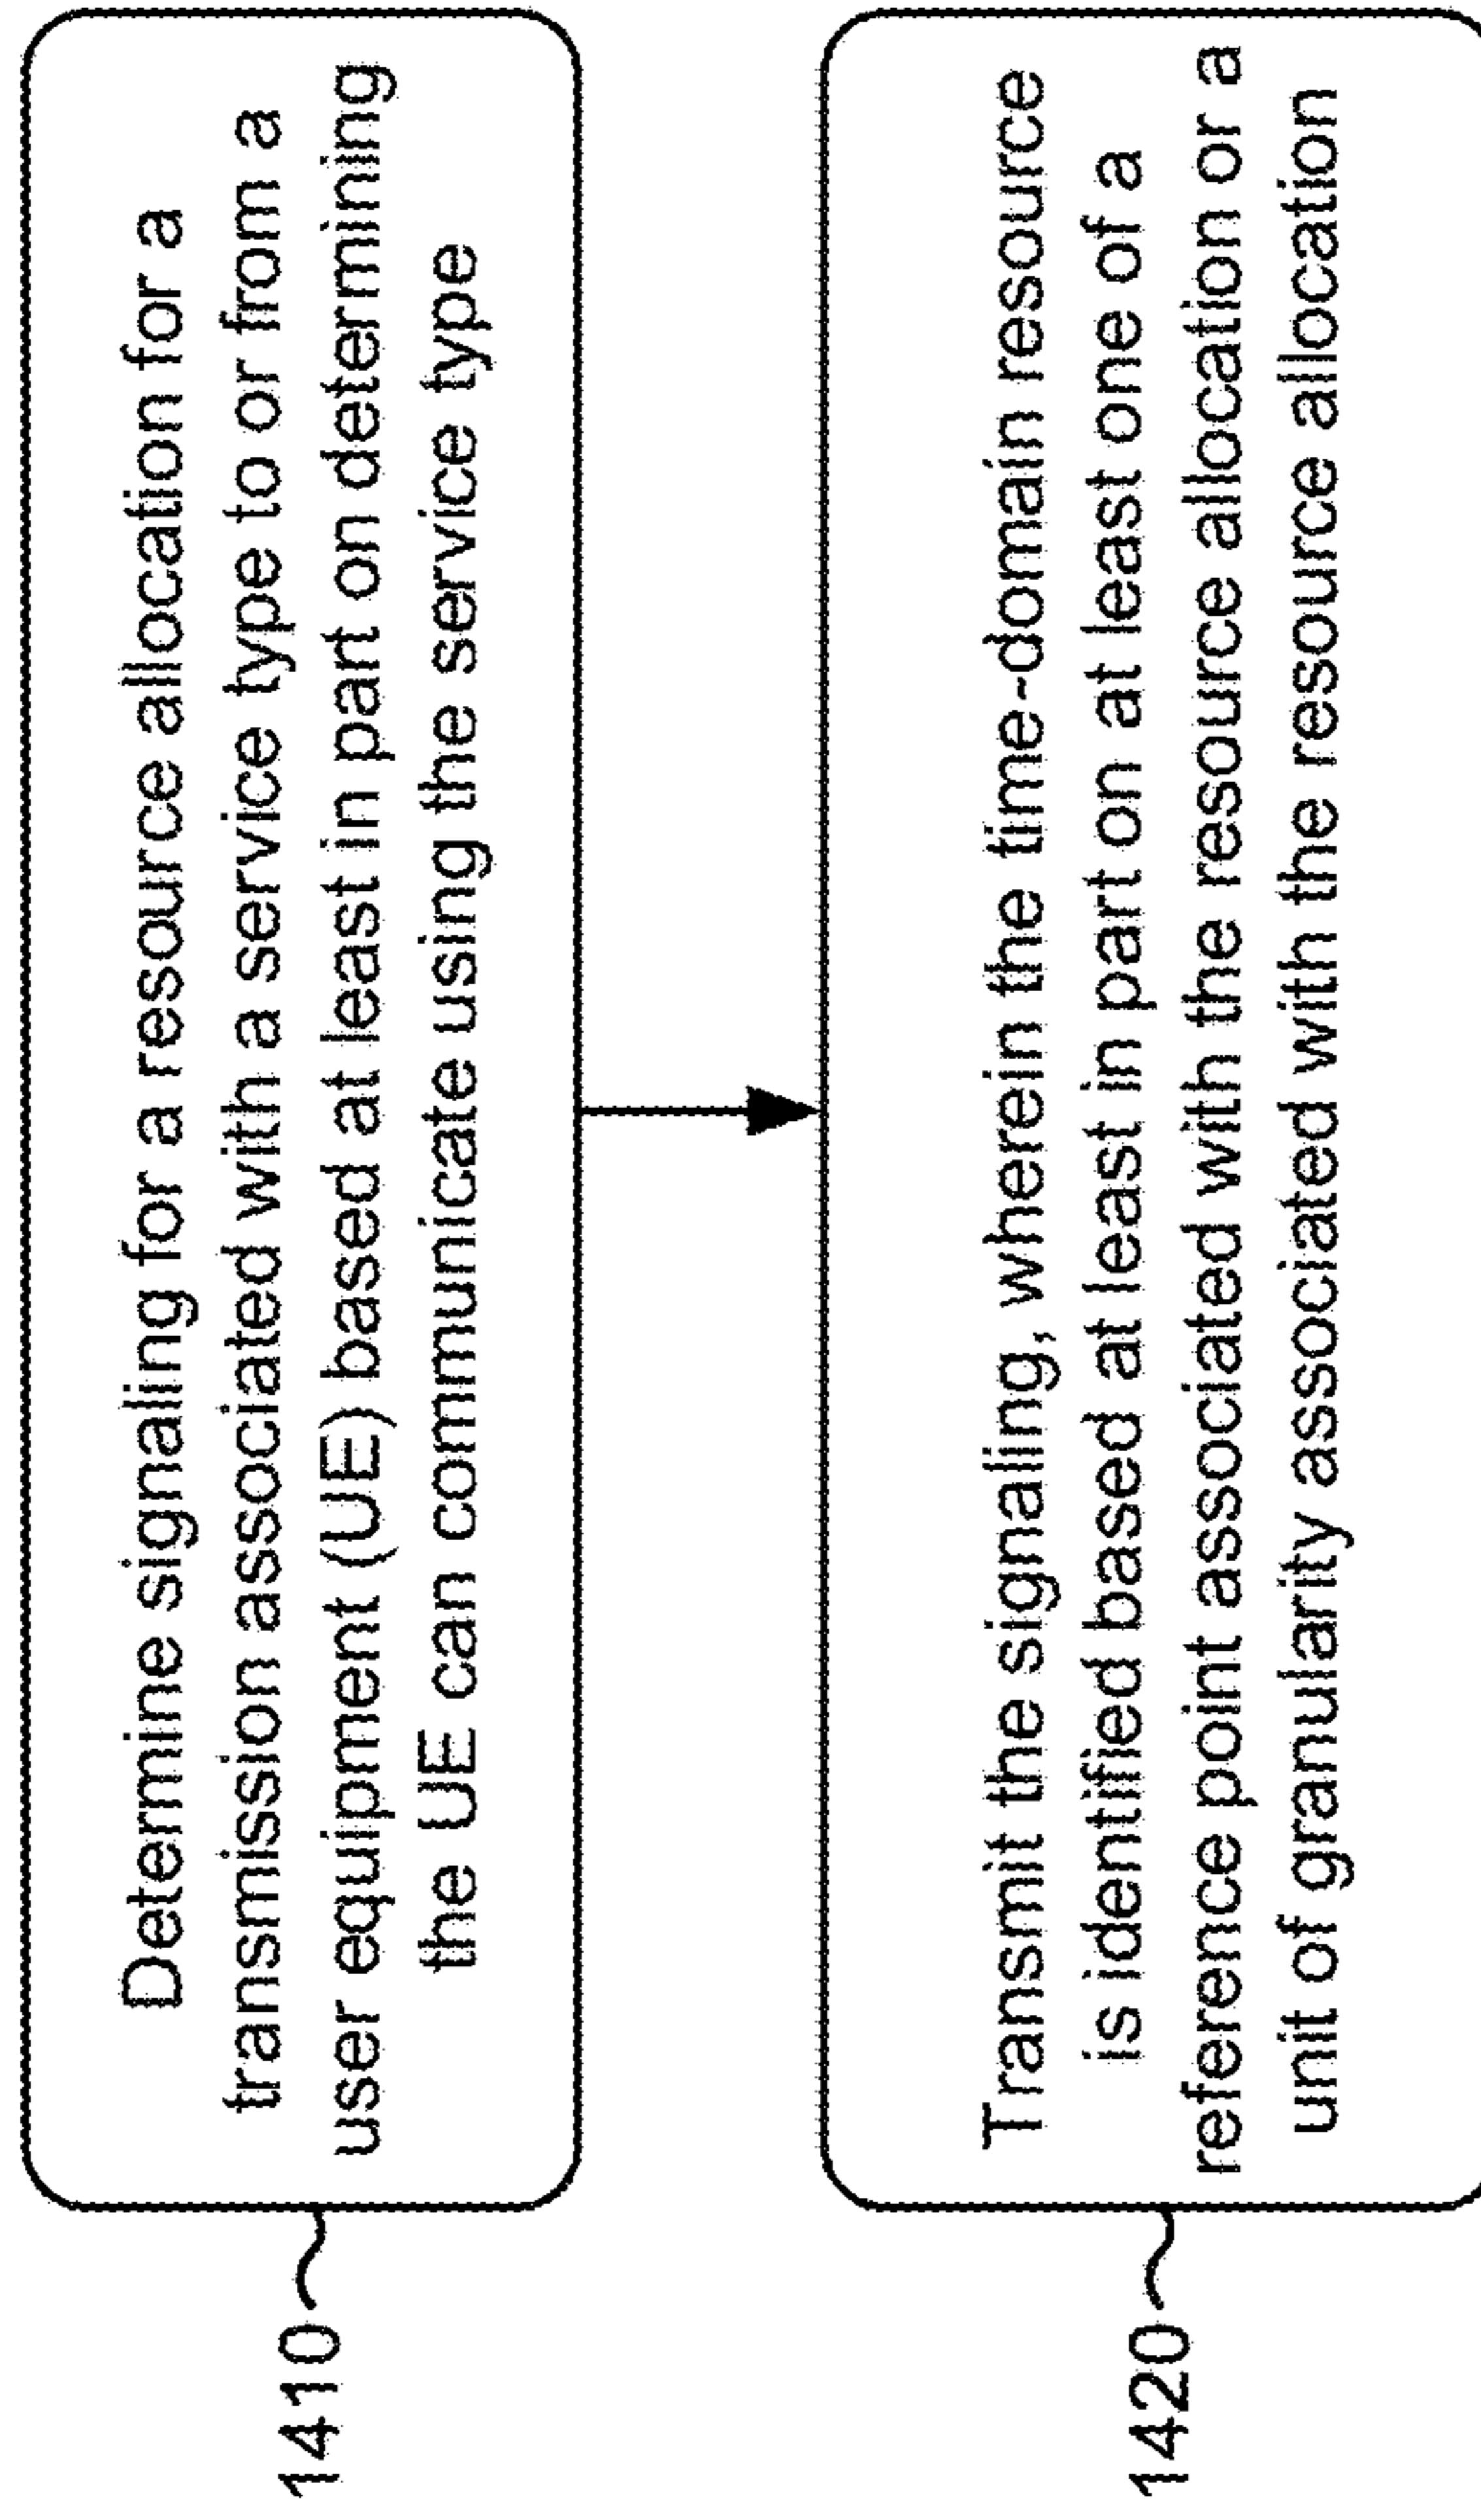 1410
Determine signaling for a resource allocation for a
transmission associated with a service type to or from a
user equipment (UE) based at least in part on determining
the UE can communicate using the service type
1420
Transmit the signaling, wherein the time-domain resource
is identified based at least in part on at least one of a
reference point associated with the resource allocation or a
unit of granularity associated with the resource allocation